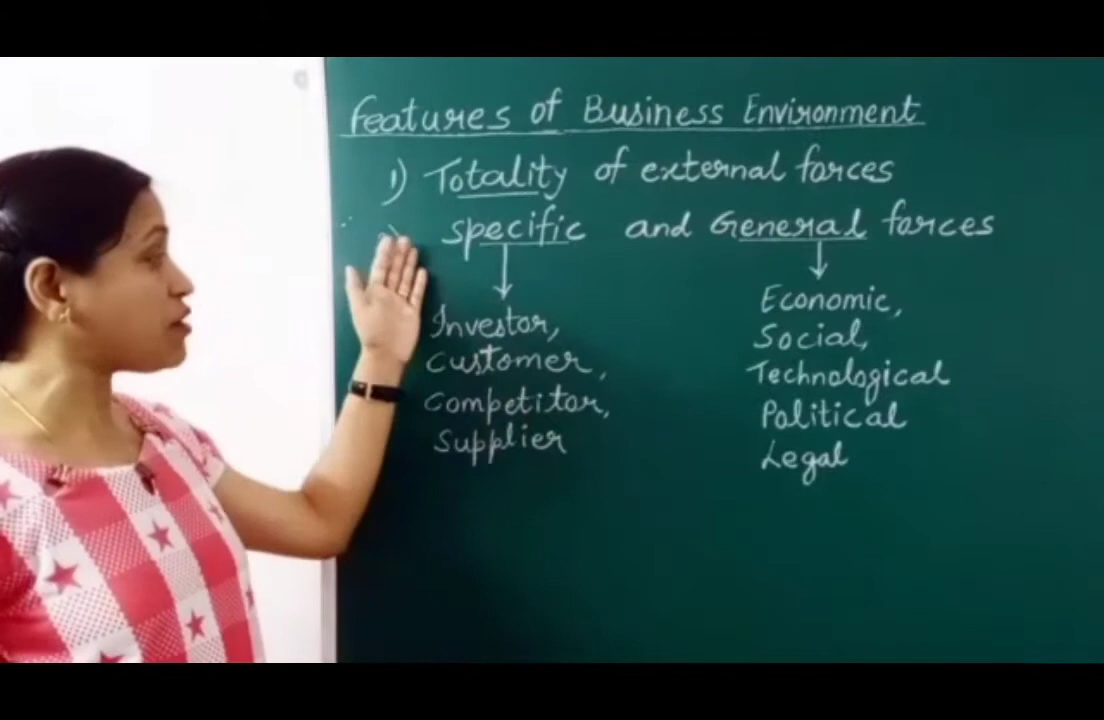 Features of Business Environment
1) Totality of external forces
specific and General forces
Investor,
Customer,
Competitor,
Supplier
Economic,
Social,
Technological
Political
Legal